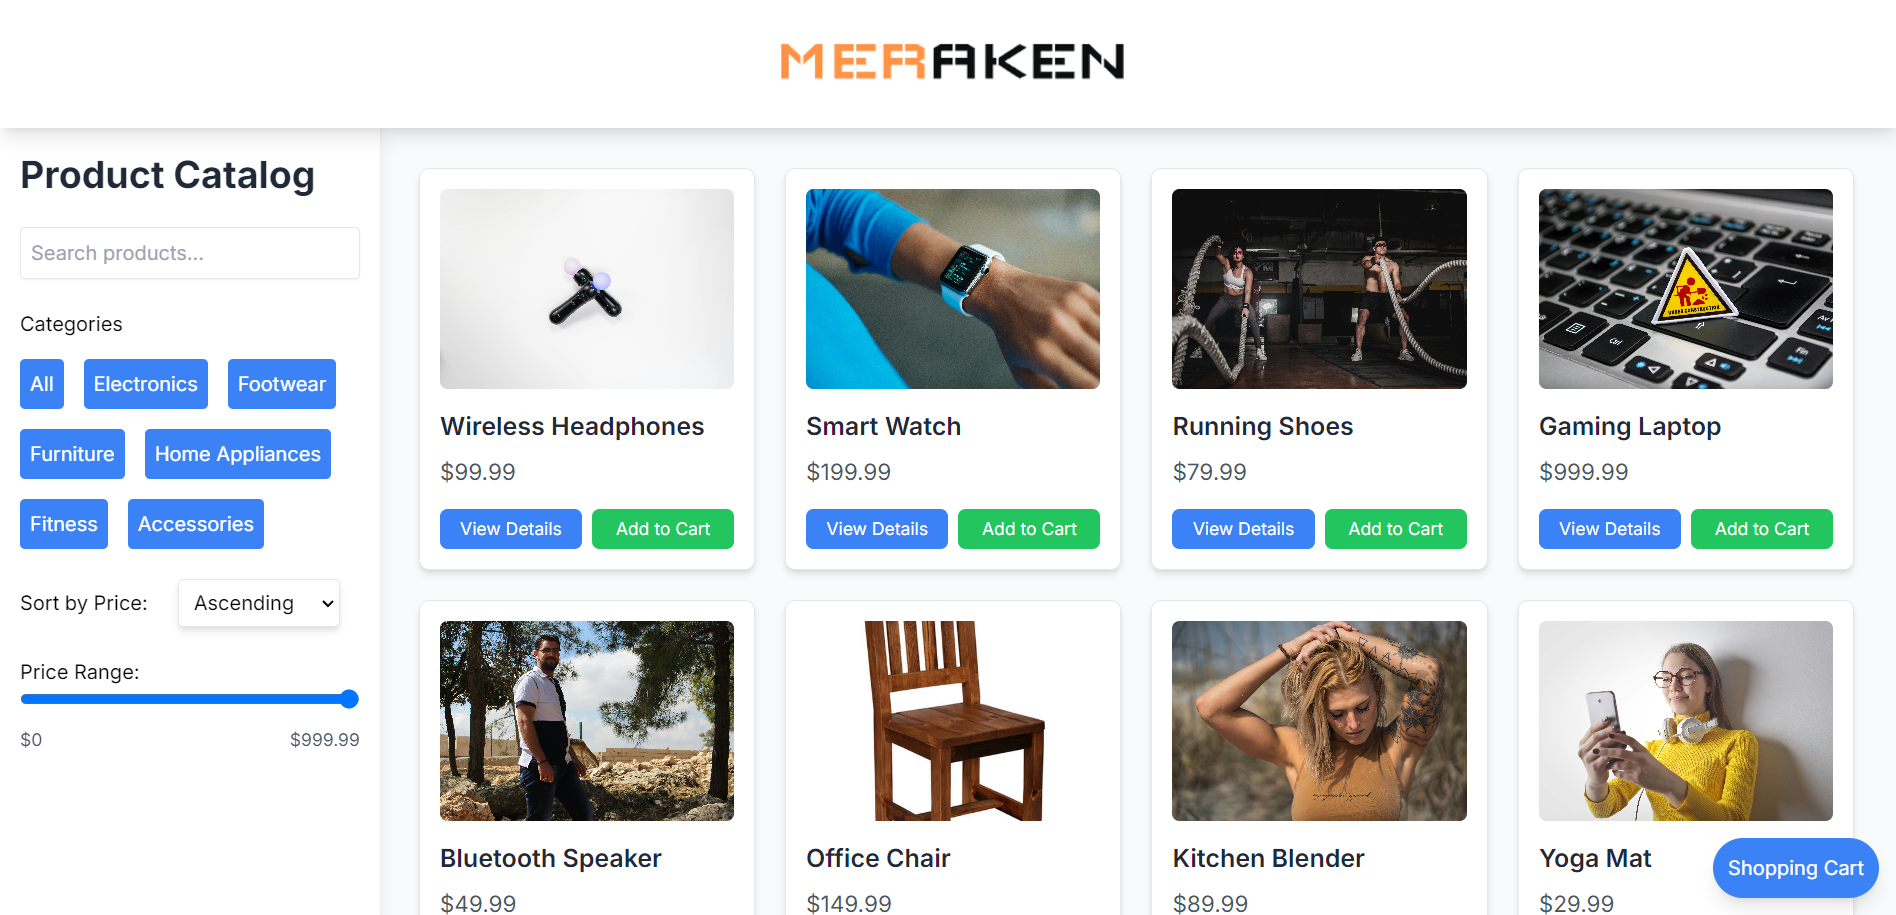 MERAKEN
Product Catalog
Search products...
Categories
All Electronics Footwear
Furniture Home Appliances
Fitness Accessories
Sort by Price: Ascending
Price Range:
$0 $999.99
Wireless Headphones
$99.99
View Details Add to Cart
Smart Watch
$199.99
View Details Add to Cart
Running Shoes
$79.99
View Details Add to Cart
UNDER CONSTRUCTION
Ctrl
Fn
Gaming Laptop
$999.99
View Details Add to Cart
Bluetooth Speaker
$49.99
Office Chair
$149.99
Kitchen Blender
$89.99
Yoga Mat
$29.99
Shopping Cart